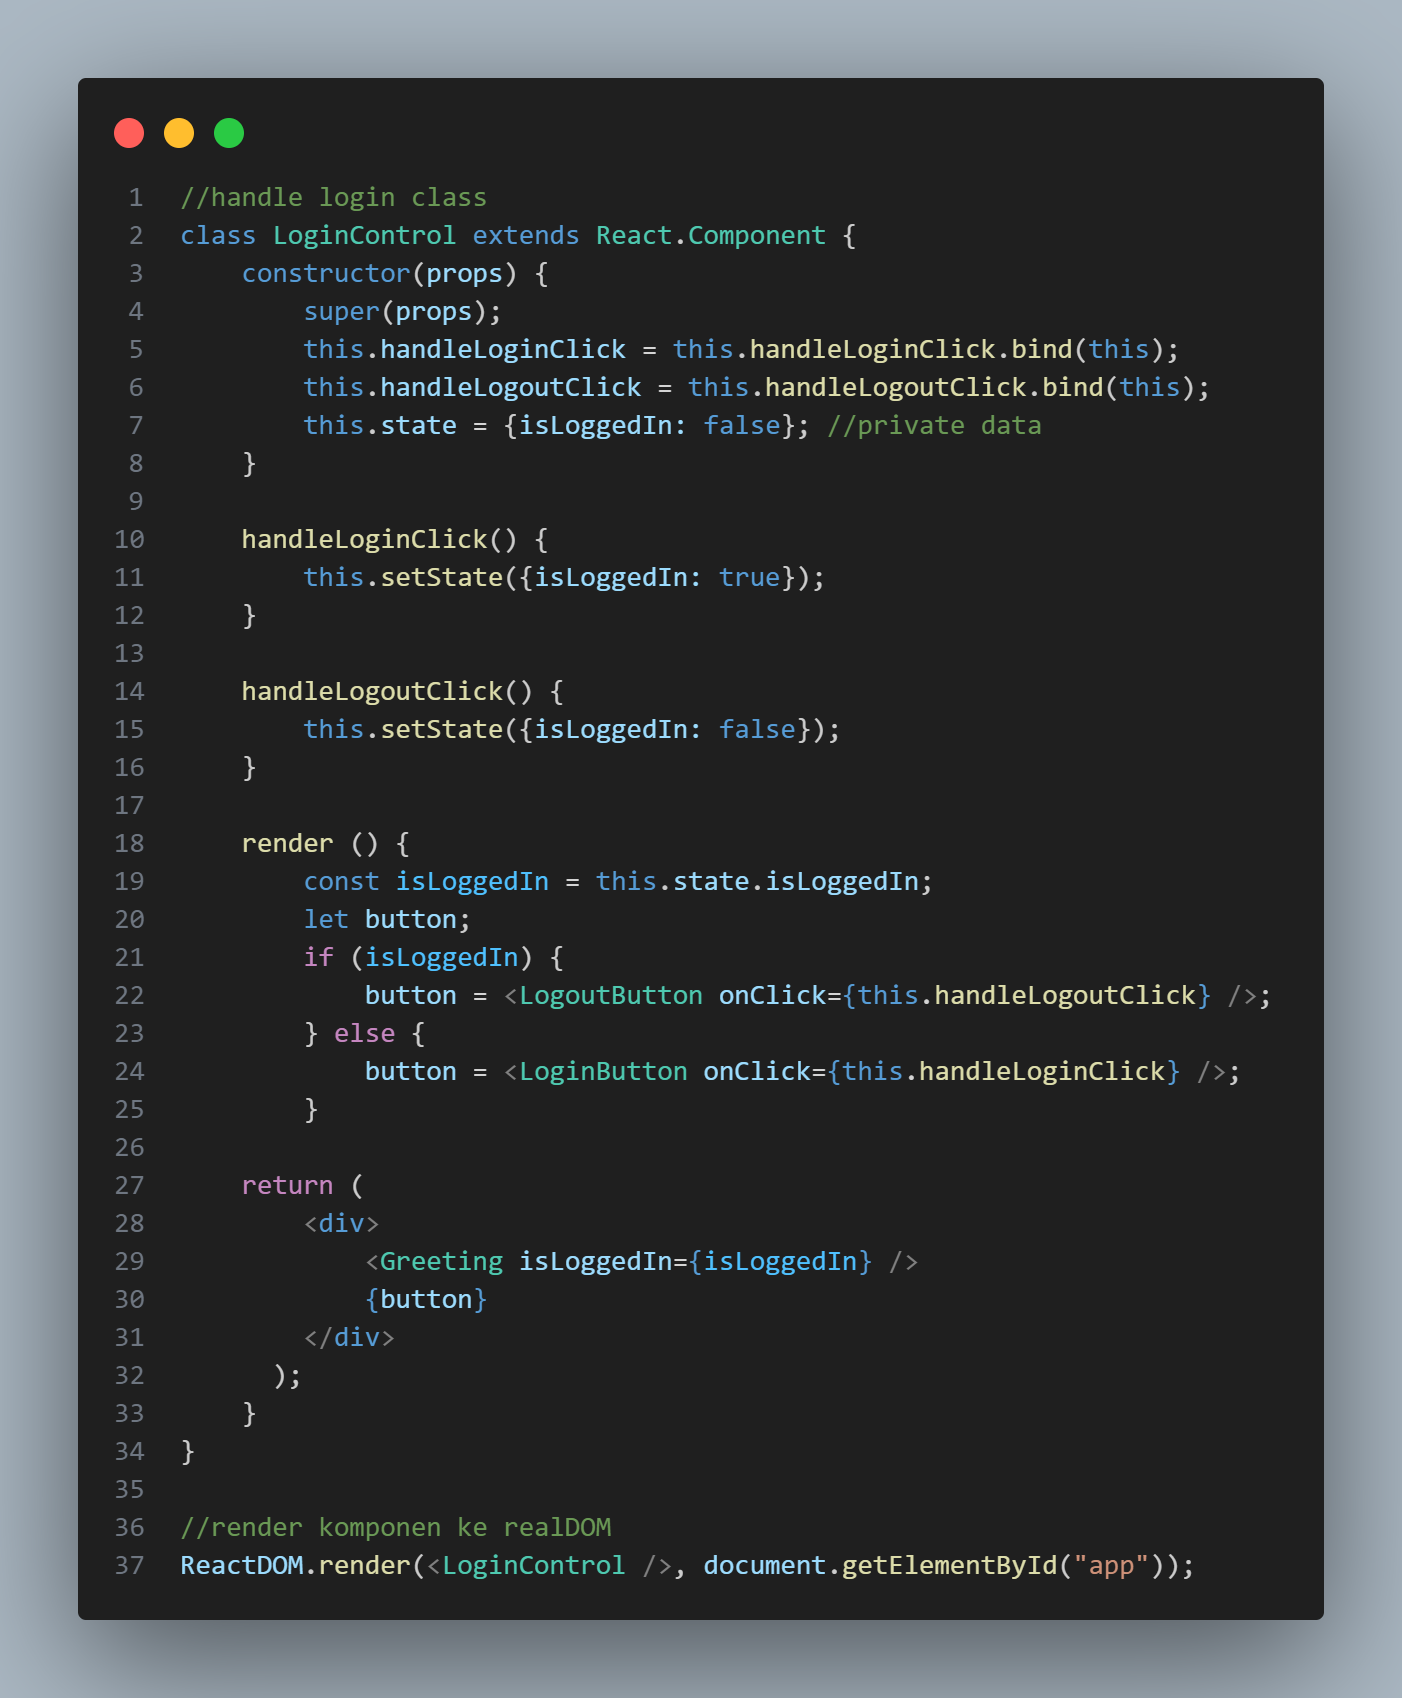 1 //handle login class
2 class LoginControl extends React.Component {
3     constructor(props) {
4         super(props);
5         this.handleLoginClick = this.handleLoginClick.bind(this);
6         this.handleLogoutClick = this.handleLogoutClick.bind(this);
7         this.state = {isLoggedIn: false}; //private data
8     }
9
10     handleLoginClick() {
11         this.setState({isLoggedIn: true});
12     }
13
14     handleLogoutClick() {
15         this.setState({isLoggedIn: false});
16     }
17
18     render () {
19         const isLoggedIn = this.state.isLoggedIn;
20         let button;
21         if (isLoggedIn) {
22             button = <LogoutButton onClick={this.handleLogoutClick} />;
23         } else {
24             button = <LoginButton onClick={this.handleLoginClick} />;
25         }
26
27     return (
28         <div>
29             <Greeting isLoggedIn={isLoggedIn} />
30             {button}
31         </div>
32       );
33     }
34 }
35
36 //render komponen ke realDOM
37 ReactDOM.render(<LoginControl />, document.getElementById("app"));